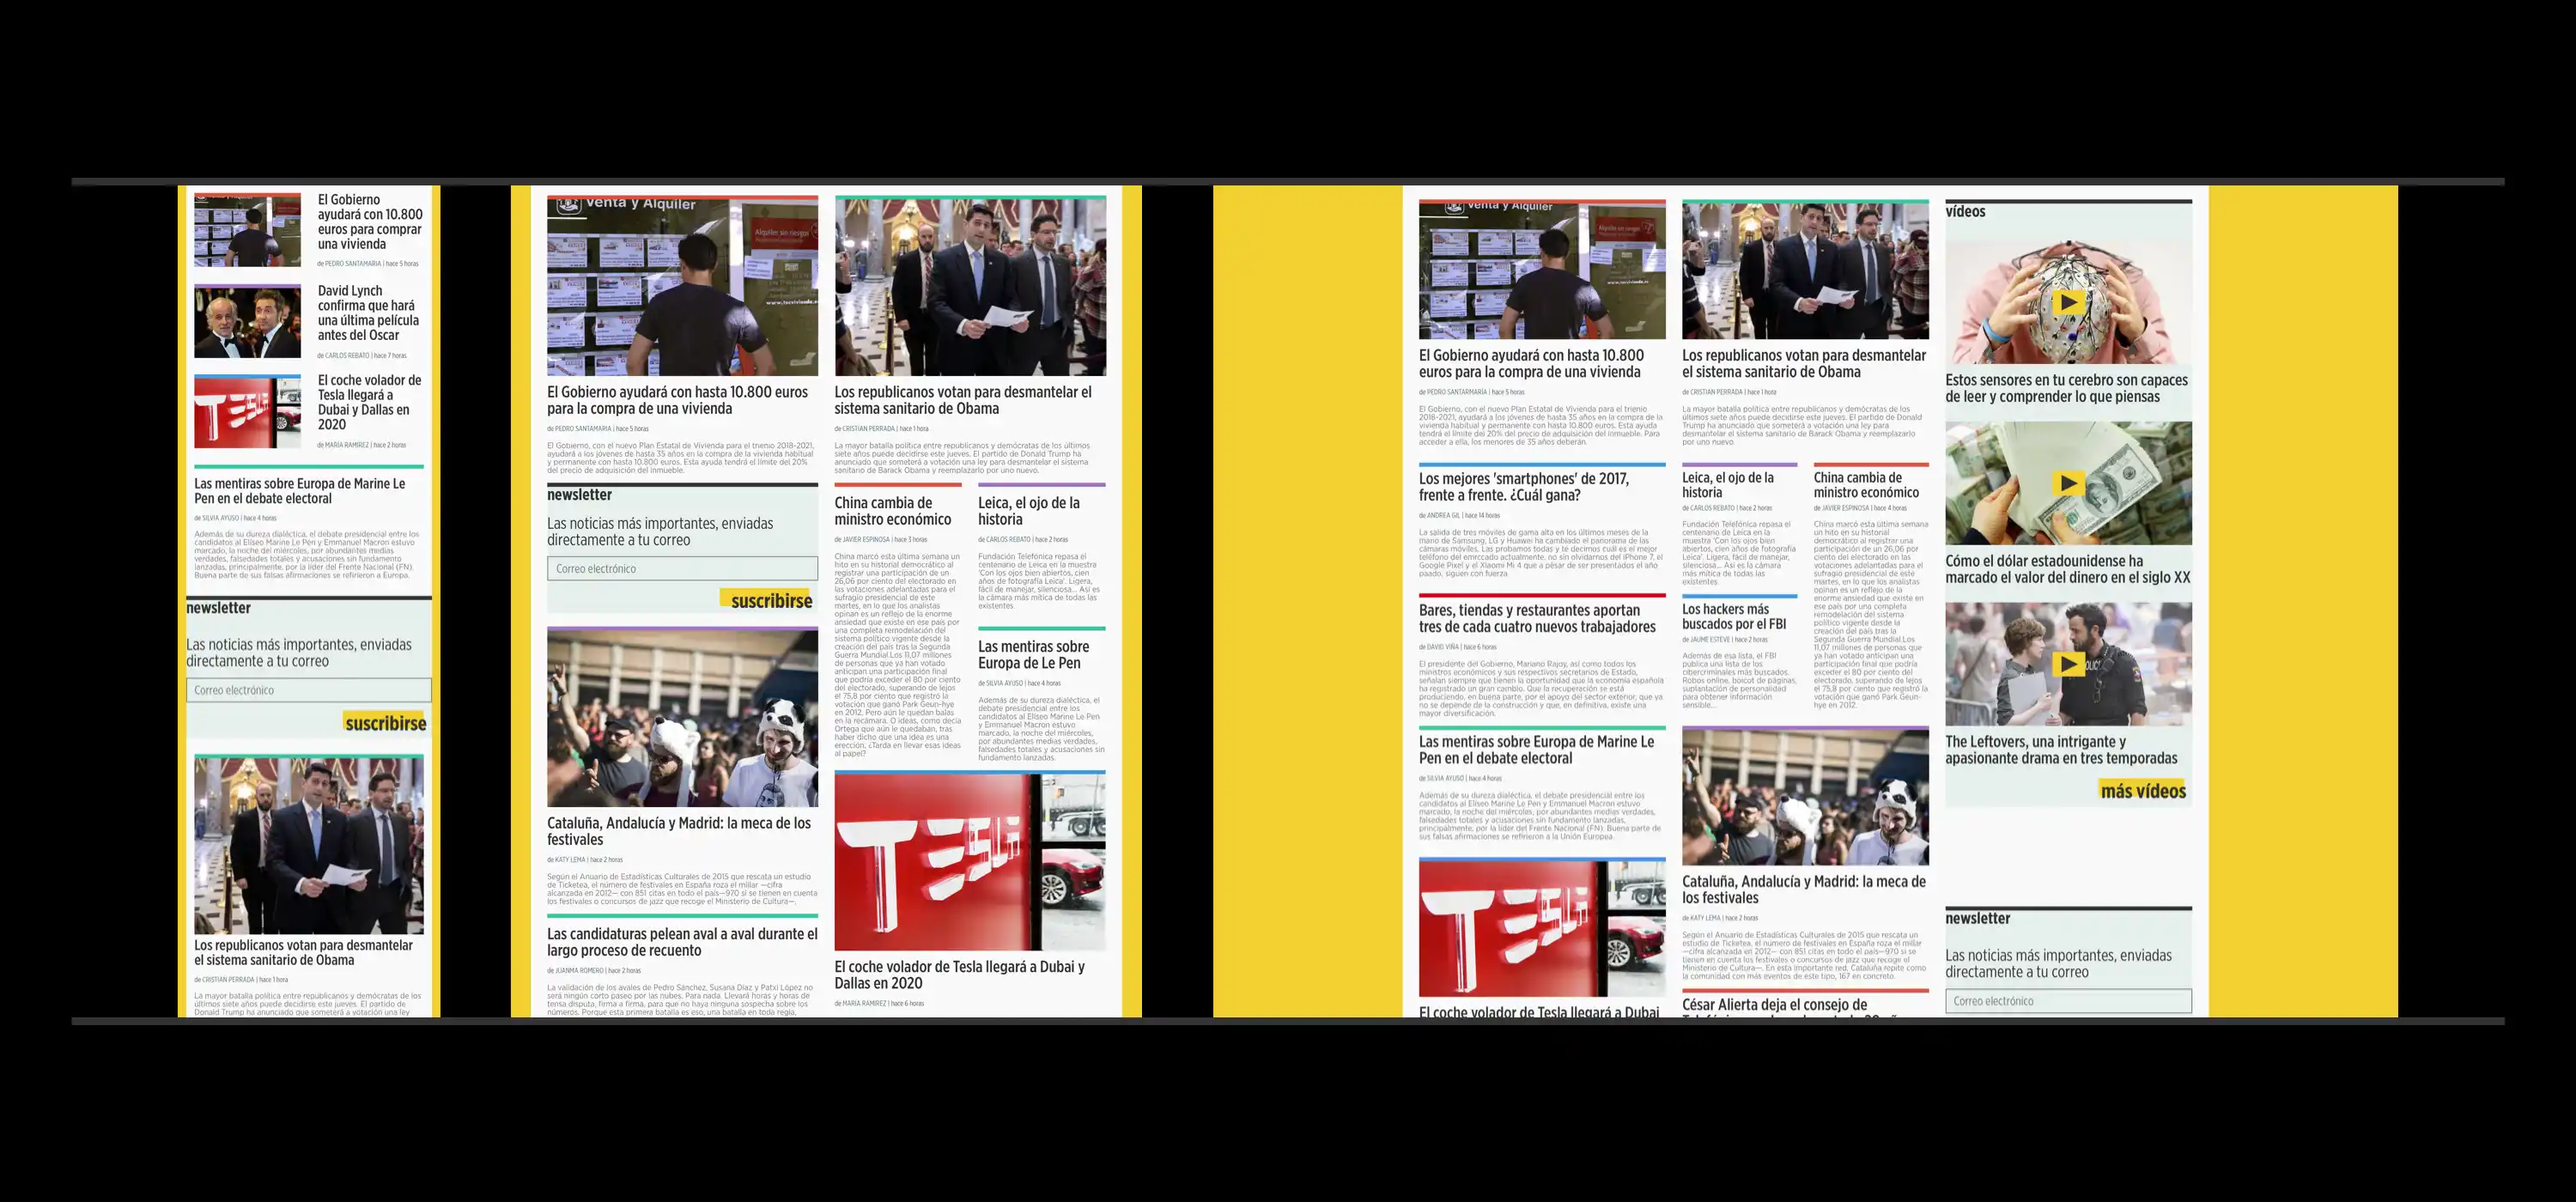 El Gobierno
ayudará con 10.800
euros para comprar
una vivienda
de PEDRO SANTAMARIA | hace 5 horas
David Lynch
confirma que hará
una última película
antes del Oscar
de CARLOS REBATO | hace 7 horas
El coche volador de
Tesla llegará a
Dubai y Dallas en
2020
de MARÍA RAMIREZ | hace 2 horas
Las mentiras sobre Europa de Marine Le
Pen en el debate electoral
de SILVIA AYUSO | hace 4 horas
Además de su dureza dialéctica, el debate presidencial entre los
candidatos al Elíseo Marine Le Pen y Emmanuel Macron estuvo
marcado, la noche del miércoles, por abundantes medias
verdades, falsedades totales y acusaciones sin fundamento
lanzadas, principalmente, por la líder del Frente Nacional (FN).
Buena parte de sus falsas afirmaciones se refirieron a Europa.
newsletter
Las noticias más importantes, enviadas
directamente a tu correo
Correo electrónico
suscribirse
Los republicanos votan para desmantelar
el sistema sanitario de Obama
de CRISTIAN PERRADA | hace 1 hora
La mayor batalla política entre republicanos y demócratas de los
últimos siete años puede decidirse este jueves. El partido de
Donald Trump ha anunciado que someterá a votación una ley
Venta y Alquiler
El Gobierno ayudará con hasta 10.800 euros
para la compra de una vivienda
de PEDRO SANTAMARIA | hace 5 horas
El Gobierno, con el nuevo Plan Estatal de Vivienda para el trienio 2018-2021,
ayudará a los jóvenes de hasta 35 años en la compra de la vivienda habitual
y permanente con hasta 10.800 euros. Esta ayuda tendrá el límite del 20%
del precio de adquisición del inmueble.
newsletter
Las noticias más importantes, enviadas
directamente a tu correo
Correo electrónico
suscribirse
Cataluña, Andalucía y Madrid: la meca de los
festivales
de KATY LEMA | hace 2 horas
Según el Anuario de Estadísticas Culturales de 2015 que rescata un estudio
de Ticketea, el número de festivales en España roza el millar —cifra
alcanzada en 2012— con 851 citas en todo el país—970 si se tienen en cuenta
los festivales o concursos de jazz que recoge el Ministerio de Cultura—.
Las candidaturas pelean aval a aval durante el
largo proceso de recuento
de JUANMA ROMERO | hace 2 horas
La validación de los avales de Pedro Sánchez, Susana Díaz y Patxi López no
será ningún corto paseo por las nubes. Para nada. Llevará horas y horas de
tensa disputa, firma a firma, para que no haya ninguna sospecha sobre los
números. Porque esta primera batalla es eso, una batalla en toda regla,
Los republicanos votan para desmantelar el
sistema sanitario de Obama
de CRISTIAN PERRADA | hace 1 hora
La mayor batalla política entre republicanos y demócratas de los últimos
siete años puede decidirse este jueves. El partido de Donald Trump ha
anunciado que someterá a votación una ley para desmantelar el sistema
sanitario de Barack Obama y reemplazarlo por uno nuevo.
China cambia de
ministro económico
de JAVIER ESPINOSA | hace 3 horas
China marcó esta última semana un
hito en su historial democrático al
registrar una participación de un
26,06 por ciento del electorado en
las votaciones adelantadas para el
sufragio presidencial de este
martes, en lo que los analistas
opinan es un reflejo de la enorme
ansiedad que existe en ese país por
una completa remodelación del
sistema político vigente desde la
creación del país tras la Segunda
Guerra Mundial.Los 11,07 millones
de personas que ya han votado
anticipan una participación final
que podría exceder el 80 por ciento
del electorado, superando de lejos
el 75,8 por ciento que registró la
votación que ganó Park Geun-hye
en 2012. Pero aún le quedan balas
en la recámara. O ideas, como decía
Ortega que aún le quedaban, tras
haber dicho que una idea es una
erección. ¿Tarda en llevar esas ideas
al papel?
Leica, el ojo de la
historia
de CARLOS REBATO | hace 2 horas
Fundación Telefónica repasa el
centenario de Leica en la muestra
'Con los ojos bien abiertos, cien
años de fotografía Leica'. Ligera,
fácil de manejar, silenciosa... Así es
la cámara más mítica de todas las
existentes.
Las mentiras sobre
Europa de Le Pen
de SILVIA AYUSO | hace 4 horas
Además de su dureza dialéctica, el
debate presidencial entre los
candidatos al Elíseo Marine Le Pen
y Emmanuel Macron estuvo
marcado, la noche del miércoles,
por abundantes medias verdades,
falsedades totales y acusaciones sin
fundamento lanzadas.
El coche volador de Tesla llegará a Dubai y
Dallas en 2020
de MARIA RAMIREZ | hace 6 horas
Venta y Alquiler
El Gobierno ayudará con hasta 10.800
euros para la compra de una vivienda
de PEDRO SANTARMARÍA | hace 5 horas
El Gobierno, con el nuevo Plan Estatal de Vivienda para el trienio
2018-2021, ayudará a los jóvenes de hasta 35 años en la compra de la
vivienda habitual y permanente con hasta 10.800 euros. Esta ayuda
tendrá el límite del 20% del precio de adquisición del inmueble. Para
acceder a ella, los menores de 35 años deberán.
Los mejores 'smartphones' de 2017,
frente a frente. ¿Cuál gana?
de ANDREA GIL | hace 14 horas
La salida de tres móviles de gama alta en los últimos meses de la
mano de Samsung, LG y Huawei ha cambiado el panorama de las
cámaras móviles. Las probamos todas y te decimos cuál es el mejor
teléfono del emrccado actualmente, no sin olvidarnos del iPhone 7, el
Google Pixel y el Xiaomi Mi 4 que a pésar de ser presentados el año
paado, siguen con fuerza.
Bares, tiendas y restaurantes aportan
tres de cada cuatro nuevos trabajadores
de DAVID VIÑA | hace 6 horas
El presidente del Gobierno, Mariano Rajoy, así como todos los
ministros económicos y sus respectivos secretarios de Estado,
señalan siempre que tienen la oportunidad que la economía española
ha registrado un gran cambio. Que la recuperación se está
produciendo, en buena parte, por el apoyo del sector exterior, que ya
no se depende de la construcción y que, en definitiva, existe una
mayor diversificación.
Las mentiras sobre Europa de Marine Le
Pen en el debate electoral
de SILVIA AYUSO | hace 4 horas
Además de su dureza dialéctica, el debate presidencial entre los
candidatos al Elíseo Marine Le Pen y Emmanuel Macron estuvo
marcado, la noche del miércoles, por abundantes medias verdades,
falsedades totales y acusaciones sin fundamento lanzadas,
principalmente, por la líder del Frente Nacional (FN). Buena parte de
sus falsas afirmaciones se refirieron a la Unión Europea.
El coche volador de Tesla llegará a Dubai
Los republicanos votan para desmantelar
el sistema sanitario de Obama
de CRISTIAN PERRADA | hace 1 hora
La mayor batalla política entre republicanos y demócratas de los
últimos siete años puede decidirse este jueves. El partido de Donald
Trump ha anunciado que someterá a votación una ley para
desmantelar el sistema sanitario de Barack Obama y reemplazarlo
por uno nuevo.
Leica, el ojo de la
historia
de CARLOS REBATO | hace 2 horas
Fundación Telefónica repasa el
centenario de Leica en la
muestra 'Con los ojos bien
abiertos, cien años de fotografía
Leica'. Ligera, fácil de manejar,
silenciosa... Así es la cámara
más mítica de todas las
existentes.
Los hackers más
buscados por el FBI
de JAUME ESTEVE | hace 2 horas
Además de esa lista, el FBI
publica una lista de los
cibercriminales más buscados.
Robos online, boicot de páginas,
suplantación de personalidad
para obtener información
sensible...
China cambia de
ministro económico
de JAVIER ESPINOSA | hace 4 horas
China marcó esta última semana
un hito en su historial
democrático al registrar una
participación de un 26,06 por
ciento del electorado en las
votaciones adelantadas para el
sufragio presidencial de este
martes, en lo que los analistas
opinan es un reflejo de la
enorme ansiedad que existe en
ese país por una completa
remodelación del sistema
político vigente desde la
creación del país tras la
Segunda Guerra Mundial.Los
11,07 millones de personas que
ya han votado anticipan una
participación final que podría
exceder el 80 por ciento del
electorado, superando de lejos
el 75,8 por ciento que registró la
votación que ganó Park Geun-
hye en 2012.
Cataluña, Andalucía y Madrid: la meca de
los festivales
de KATY LEMA | hace 2 horas
Según el Anuario de Estadísticas Culturales de 2015 que rescata un
estudio de Ticketea, el número de festivales en España roza el millar
—cifra alcanzada en 2012— con 851 citas en todo el país—970 si se
tienen en cuenta los festivales o concursos de jazz que recoge el
Ministerio de Cultura—. En esta importante red, Cataluña repite como
la comunidad con más eventos de este tipo, 167 en concreto.
César Alierta deja el consejo de
vídeos
Estos sensores en tu cerebro son capaces
de leer y comprender lo que piensas
Cómo el dólar estadounidense ha
marcado el valor del dinero en el siglo XX
The Leftovers, una intrigante y
apasionante drama en tres temporadas
más vídeos
newsletter
Las noticias más importantes, enviadas
directamente a tu correo
Correo electrónico